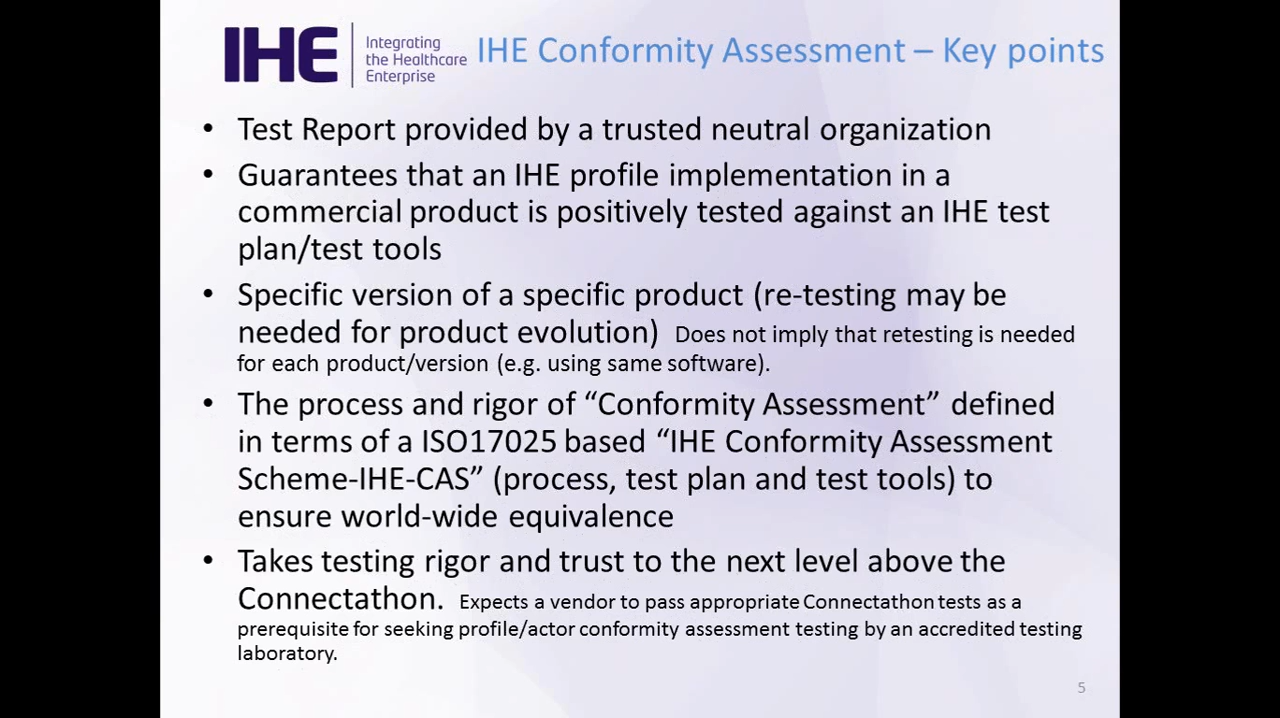 IHE
Integrating
the Healthcare
Enterprise
IHE Conformity Assessment – Key points
• Test Report provided by a trusted neutral organization
• Guarantees that an IHE profile implementation in a
commercial product is positively tested against an IHE test
plan/test tools
• Specific version of a specific product (re-testing may be
needed for product evolution) Does not imply that retesting is needed
for each product/version (e.g. using same software).
• The process and rigor of “Conformity Assessment” defined
in terms of a ISO17025 based “IHE Conformity Assessment
Scheme-IHE-CAS” (process, test plan and test tools) to
ensure world-wide equivalence
• Takes testing rigor and trust to the next level above the
Connectathon. Expects a vendor to pass appropriate Connectathon tests as a
prerequisite for seeking profile/actor conformity assessment testing by an accredited testing
laboratory.
5